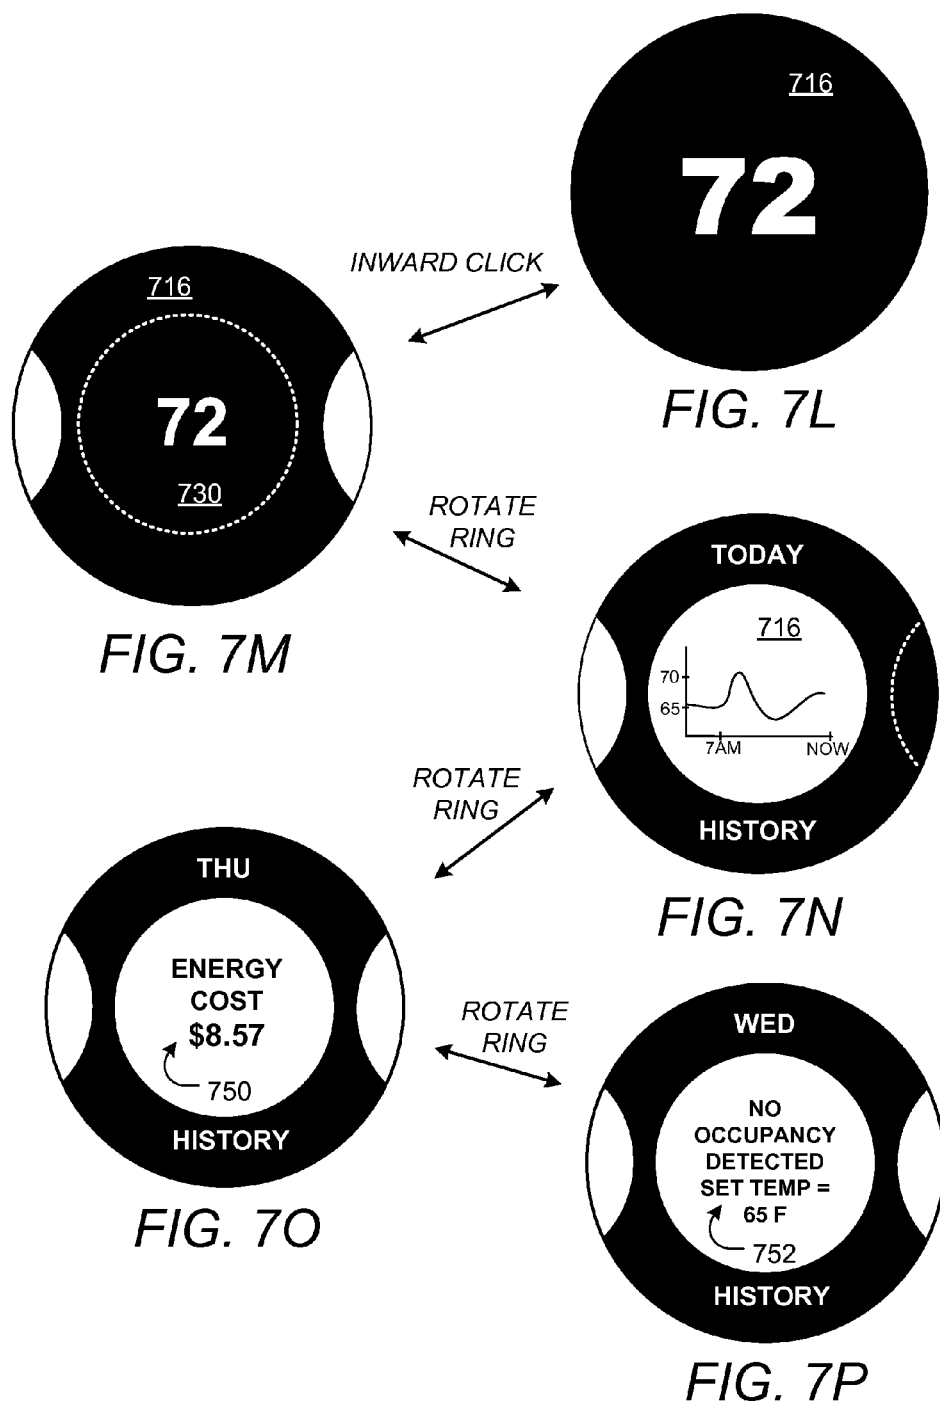 716
72
INWARD CLICK
FIG. 7L
716
72
730
FIG. 7M
ROTATE
RING
TODAY
716
70
65
7AM
NOW
HISTORY
FIG. 7N
ROTATE
RING
THU
ENERGY
COST
$8.57
750
HISTORY
FIG. 7O
ROTATE
RING
WED
NO
OCCUPANCY
DETECTED
SET TEMP =
65 F
752
HISTORY
FIG. 7P